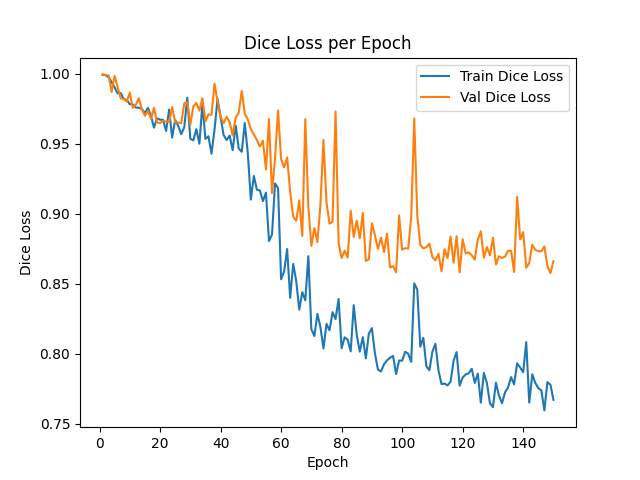 Dice Loss per Epoch
Train Dice Loss
Val Dice Loss
1.00
0.95
0.90
0.85
0.80
0.75
Dice Loss
0 20 40 60 80 100 120 140
Epoch